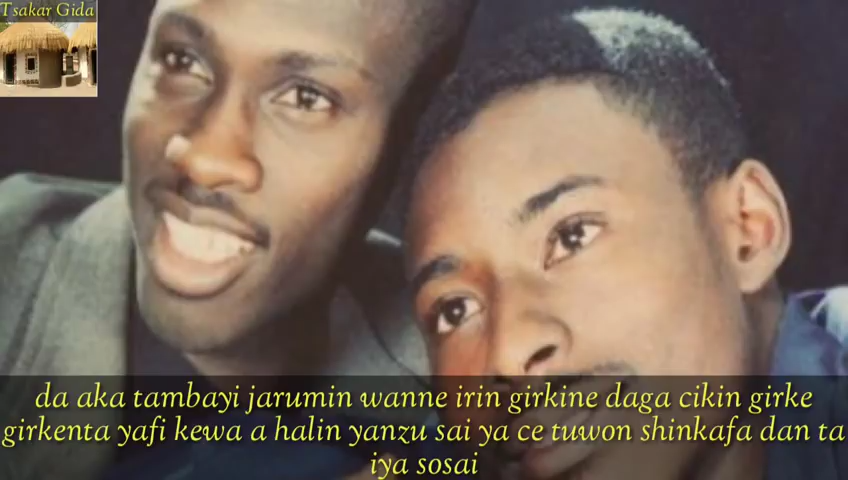 Tsakar Gida
da aka tambayi jarumin wanne irin girkine daga cikin girke
girkenta yafi kewa a halin yanzu sai ya ce tuwon shinkafa dan ta
iya sosai